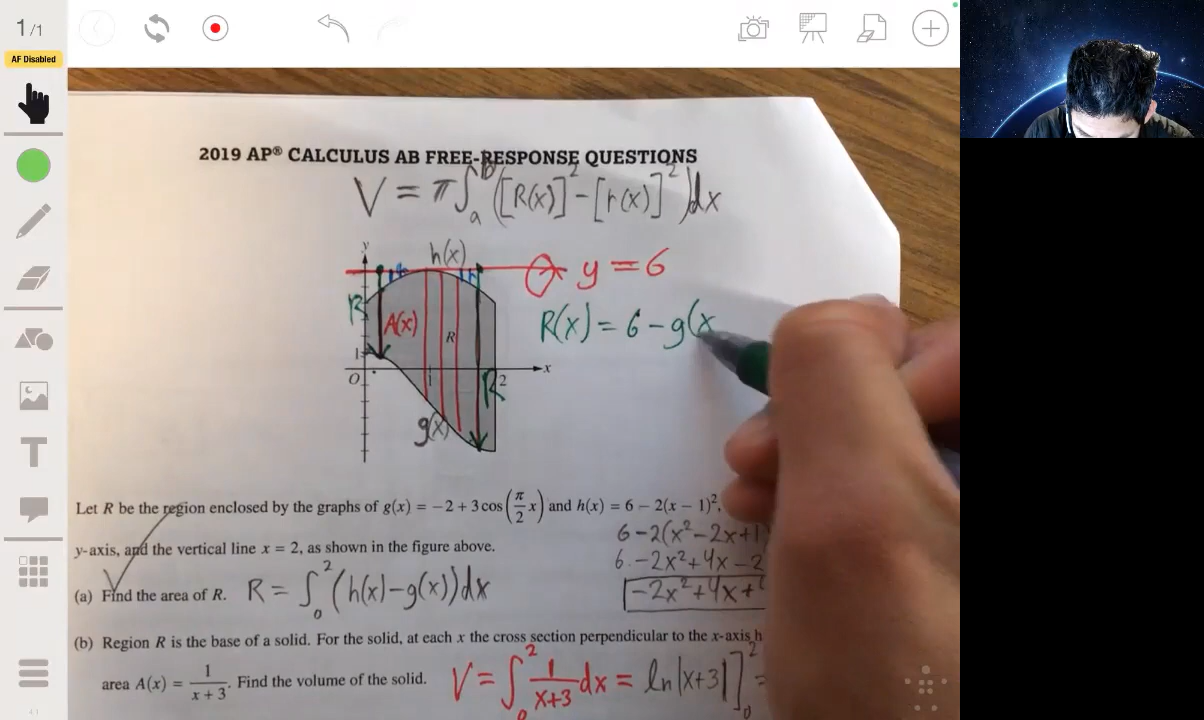 1/1
AF Disabled
2019 AP® CALCULUS AB FREE-RESPONSE QUESTIONS
V = π∫ₐᵇ([R(x)]² − [r(x)]²)dx
y
h(x)
y = 6
R
A(x)
R
R(x) = 6 − g(x
1
O
1
2
x
R
g(x)
Let R be the region enclosed by the graphs of g(x) = −2 + 3 cos(π/2 x) and h(x) = 6 − 2(x − 1)²,
6 − 2(x² − 2x + 1
y-axis, and the vertical line x = 2, as shown in the figure above.
6 − 2x² + 4x − 2
(a) Find the area of R. R = ∫₀² (h(x) − g(x))dx
−2x² + 4x +
(b) Region R is the base of a solid. For the solid, at each x the cross section perpendicular to the x-axis h
area A(x) = 1/(x + 3). Find the volume of the solid. V = ∫₀² 1/(x+3) dx = ln|x+3|]₀² =
T